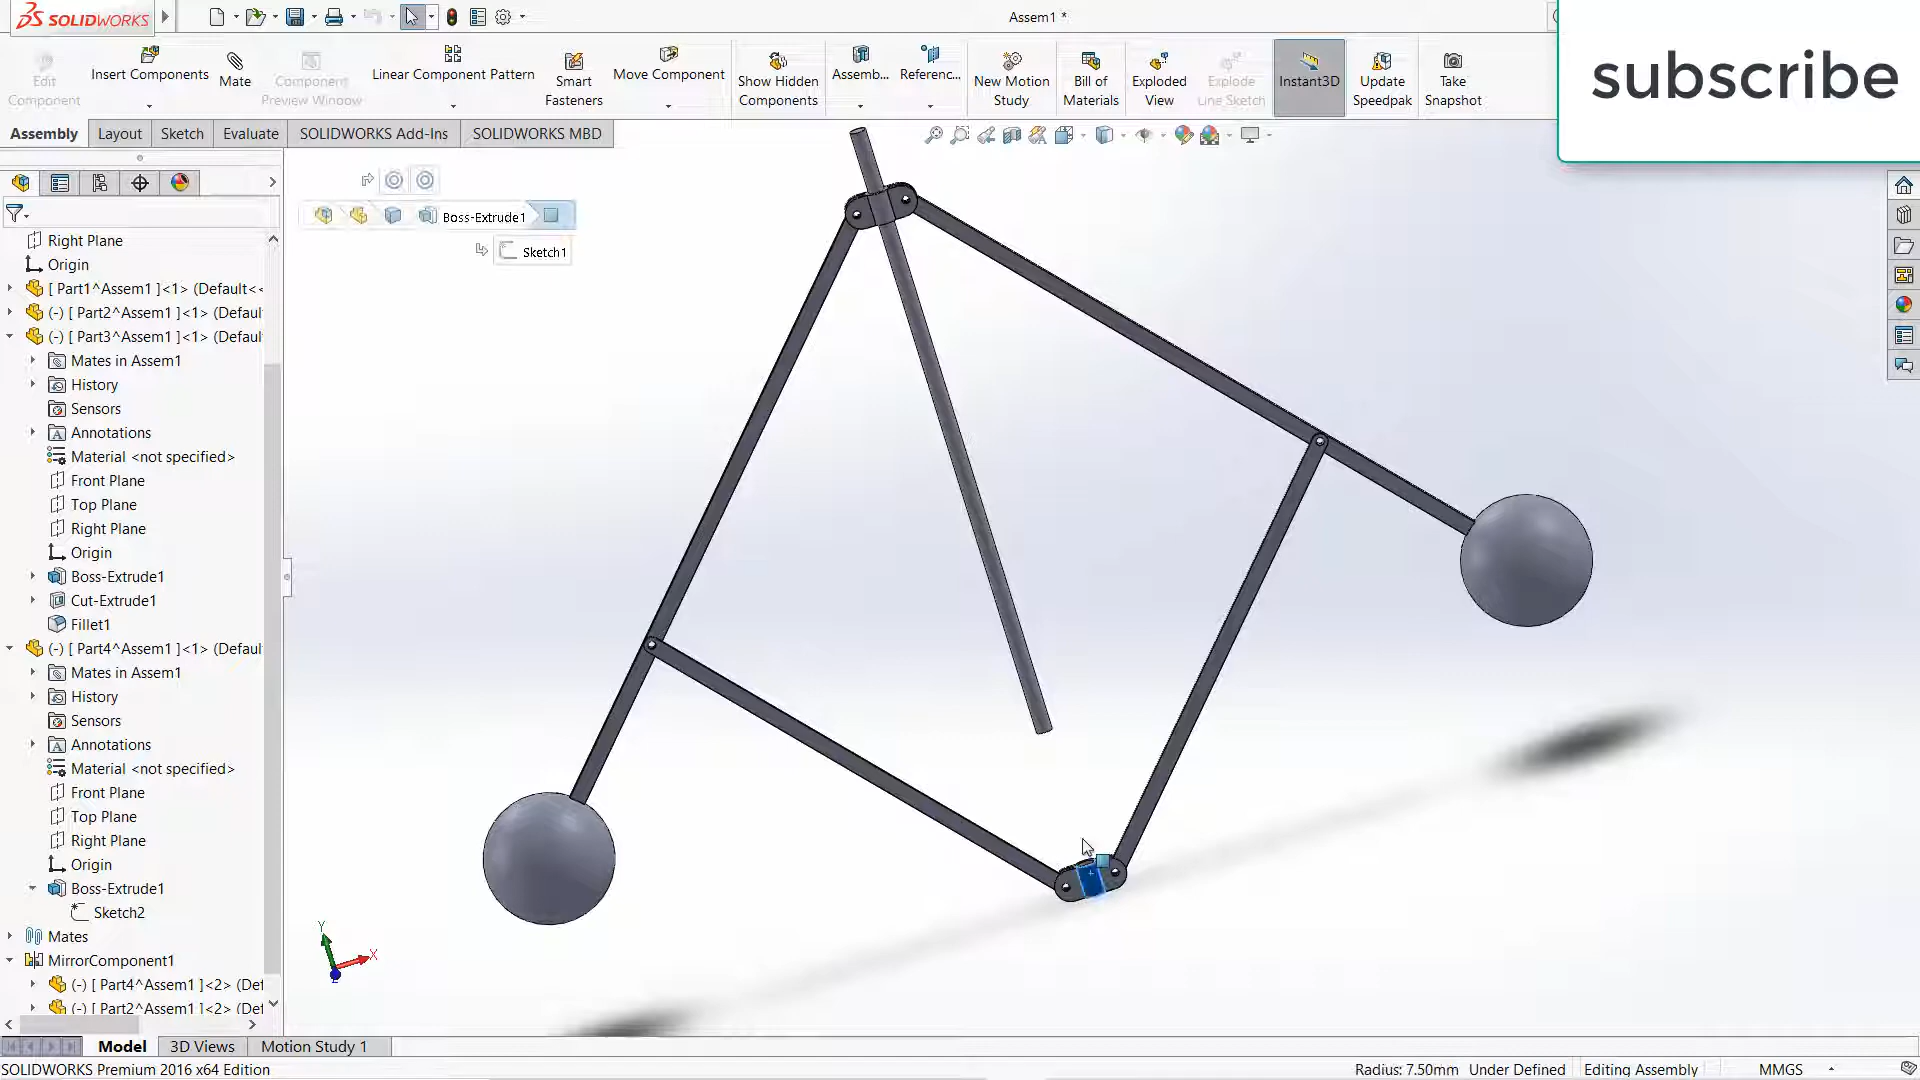 SOLIDWORKS
Assem1 *
subscribe
Edit Component
Insert Components
Mate
Component Preview Window
Linear Component Pattern
Smart Fasteners
Move Component
Show Hidden Components
Assemb...
Referenc...
New Motion Study
Bill of Materials
Exploded View
Explode Line Sketch
Instant3D
Update Speedpak
Take Snapshot
Assembly
Layout
Sketch
Evaluate
SOLIDWORKS Add-Ins
SOLIDWORKS MBD
Boss-Extrude1
Sketch1
Right Plane
Origin
[ Part1^Assem1 ]<1> (Default<<
(-) [ Part2^Assem1 ]<1> (Defaul
(-) [ Part3^Assem1 ]<1> (Defaul
Mates in Assem1
History
Sensors
Annotations
Material <not specified>
Front Plane
Top Plane
Right Plane
Origin
Boss-Extrude1
Cut-Extrude1
Fillet1
(-) [ Part4^Assem1 ]<1> (Defaul
Mates in Assem1
History
Sensors
Annotations
Material <not specified>
Front Plane
Top Plane
Right Plane
Origin
Boss-Extrude1
Sketch2
Mates
MirrorComponent1
(-) [ Part4^Assem1 ]<2> (Def
(-) [ Part2^Assem1 ]<2> (Def
Y
X
Model
3D Views
Motion Study 1
SOLIDWORKS Premium 2016 x64 Edition
Radius: 7.50mm
Under Defined
Editing Assembly
MMGS